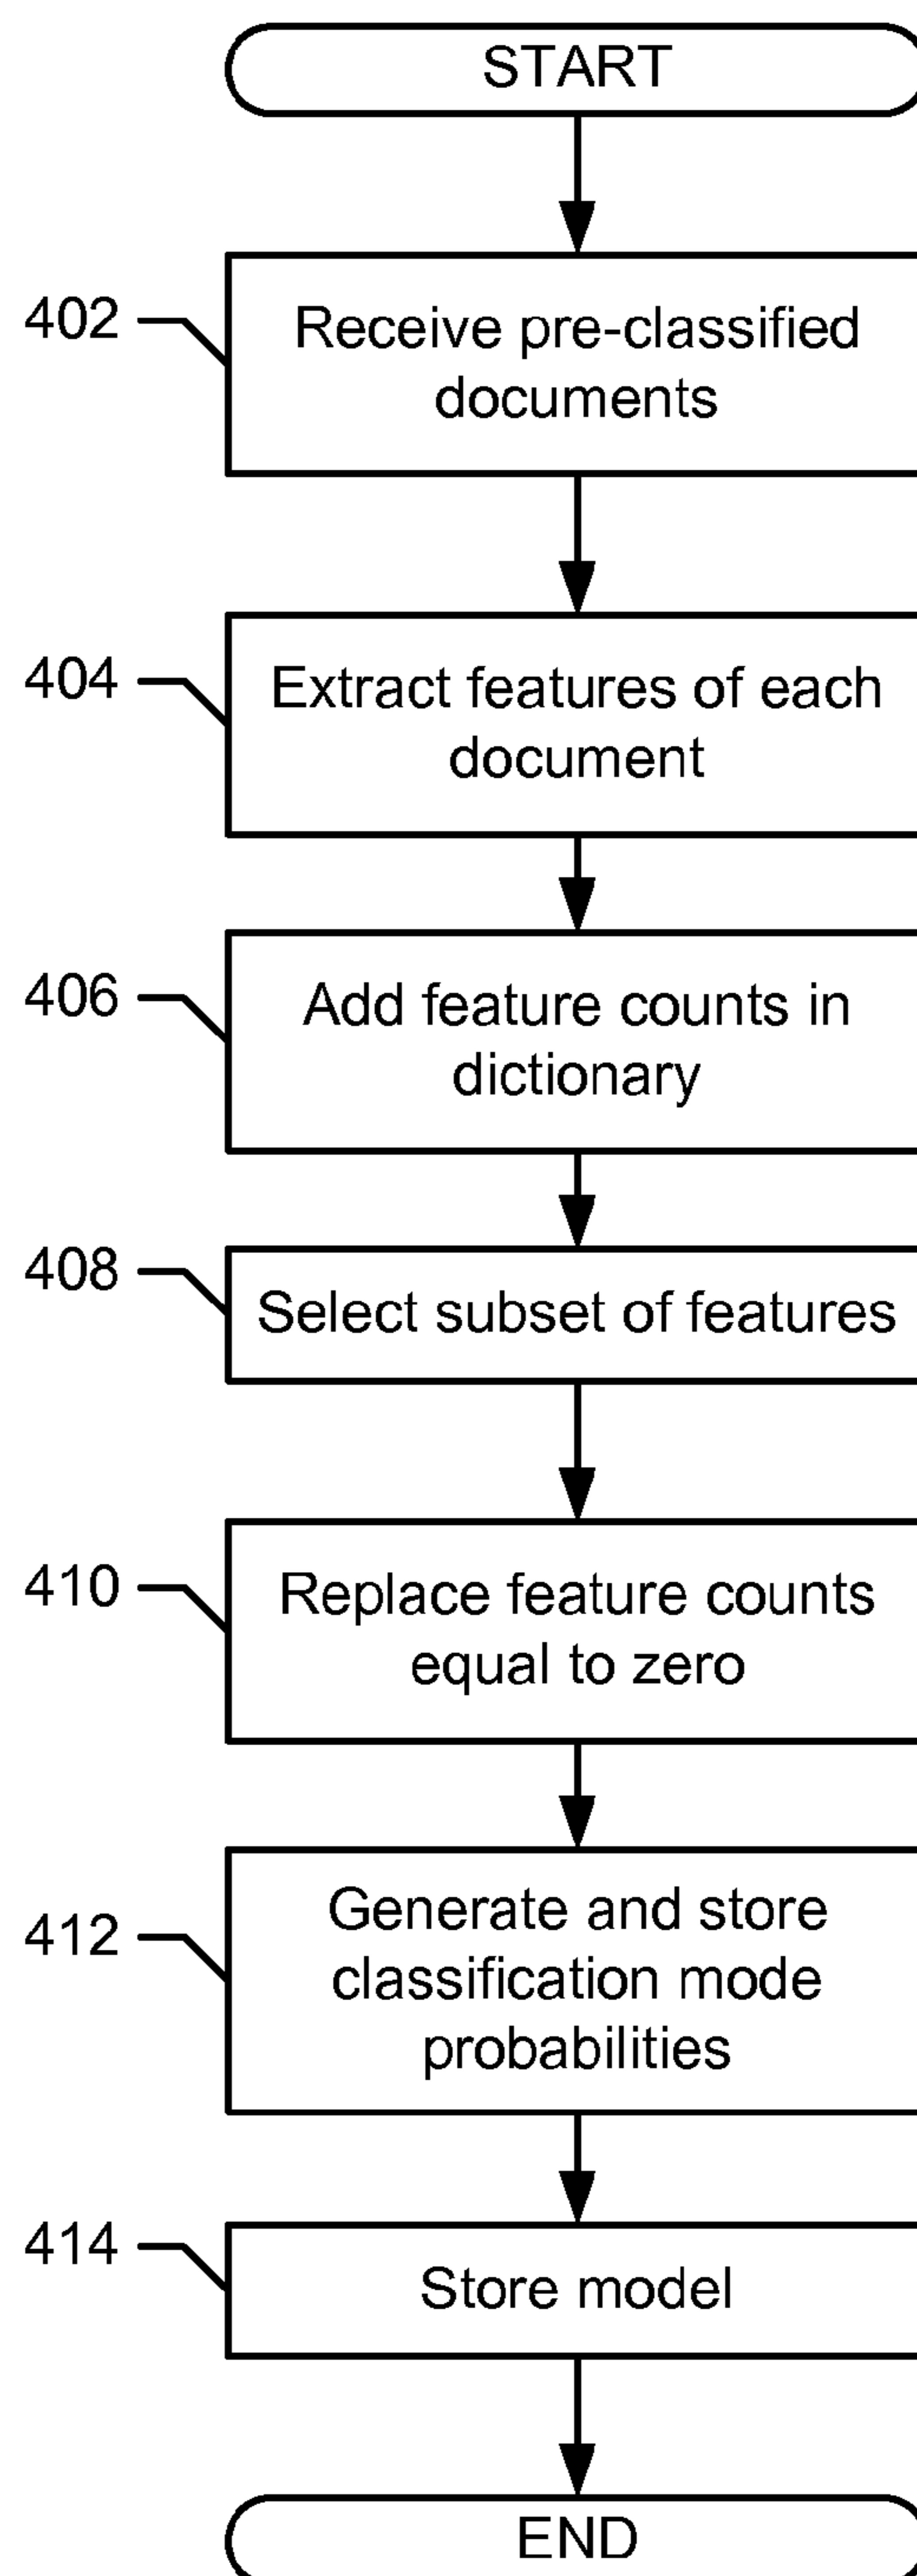 START
402
Receive pre-classified
documents
404
Extract features of each
document
406
Add feature counts in
dictionary
408
Select subset of features
410
Replace feature counts
equal to zero
412
Generate and store
classification mode
probabilities
414
Store model
END